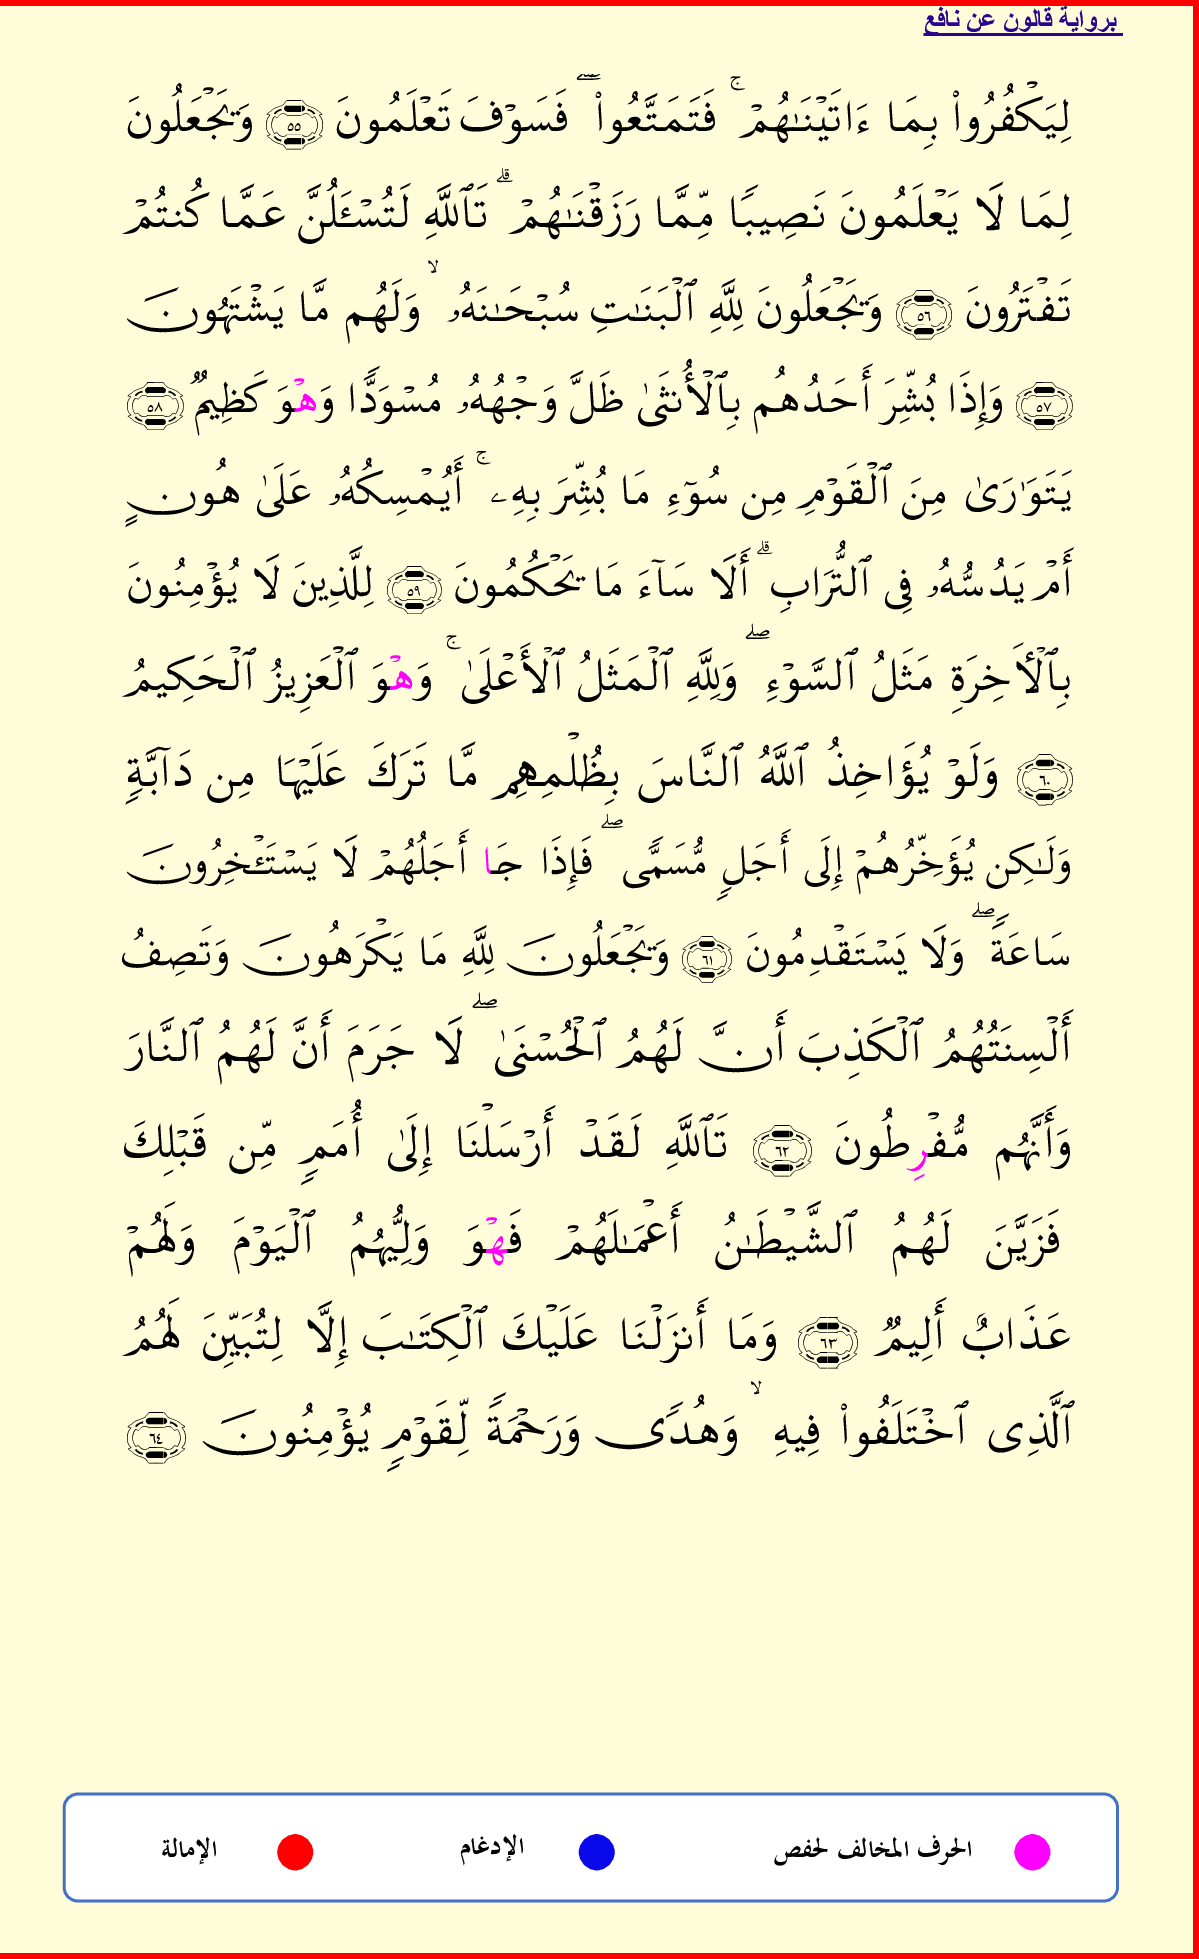 برواية قالون عن نافع
لِيَكْفُرُوا۟ بِمَا ءَاتَيْنَـٰهُمْ ۚ فَتَمَتَّعُوا۟ ۖ فَسَوْفَ تَعْلَمُونَ ٥٥ وَيَجْعَلُونَ
لِمَا لَا يَعْلَمُونَ نَصِيبًا مِّمَّا رَزَقْنَـٰهُمْ ۗ تَٱللَّهِ لَتُسْـَٔلُنَّ عَمَّا كُنتُمْ
تَفْتَرُونَ ٥٦ وَيَجْعَلُونَ لِلَّهِ ٱلْبَنَـٰتِ سُبْحَـٰنَهُۥ ۙ وَلَهُم مَّا يَشْتَهُونَ
٥٧ وَإِذَا بُشِّرَ أَحَدُهُم بِٱلْأُنثَىٰ ظَلَّ وَجْهُهُۥ مُسْوَدًّا وَهْوَ كَظِيمٌ ٥٨
يَتَوَٰرَىٰ مِنَ ٱلْقَوْمِ مِن سُوٓءِ مَا بُشِّرَ بِهِۦ ۚ أَيُمْسِكُهُۥ عَلَىٰ هُونٍ
أَمْ يَدُسُّهُۥ فِى ٱلتُّرَابِ ۗ أَلَا سَآءَ مَا يَحْكُمُونَ ٥٩ لِلَّذِينَ لَا يُؤْمِنُونَ
بِٱلْـَٔاخِرَةِ مَثَلُ ٱلسَّوْءِ ۖ وَلِلَّهِ ٱلْمَثَلُ ٱلْأَعْلَىٰ ۚ وَهْوَ ٱلْعَزِيزُ ٱلْحَكِيمُ
٦٠ وَلَوْ يُؤَاخِذُ ٱللَّهُ ٱلنَّاسَ بِظُلْمِهِم مَّا تَرَكَ عَلَيْهَا مِن دَآبَّةٍ
وَلَـٰكِن يُؤَخِّرُهُمْ إِلَىٰ أَجَلٍ مُّسَمًّى ۖ فَإِذَا جَا أَجَلُهُمْ لَا يَسْتَـْٔخِرُونَ
سَاعَةً ۖ وَلَا يَسْتَقْدِمُونَ ٦١ وَيَجْعَلُونَ لِلَّهِ مَا يَكْرَهُونَ وَتَصِفُ
أَلْسِنَتُهُمُ ٱلْكَذِبَ أَنَّ لَهُمُ ٱلْحُسْنَىٰ ۖ لَا جَرَمَ أَنَّ لَهُمُ ٱلنَّارَ
وَأَنَّهُم مُّفْرِطُونَ ٦٢ تَٱللَّهِ لَقَدْ أَرْسَلْنَا إِلَىٰ أُمَمٍ مِّن قَبْلِكَ
فَزَيَّنَ لَهُمُ ٱلشَّيْطَـٰنُ أَعْمَـٰلَهُمْ فَهْوَ وَلِيُّهُمُ ٱلْيَوْمَ وَلَهُمْ
عَذَابٌ أَلِيمٌ ٦٣ وَمَا أَنزَلْنَا عَلَيْكَ ٱلْكِتَـٰبَ إِلَّا لِتُبَيِّنَ لَهُمُ
ٱلَّذِى ٱخْتَلَفُوا۟ فِيهِ ۙ وَهُدًى وَرَحْمَةً لِّقَوْمٍ يُؤْمِنُونَ ٦٤
الحرف المخالف لحفص الإدغام الإمالة